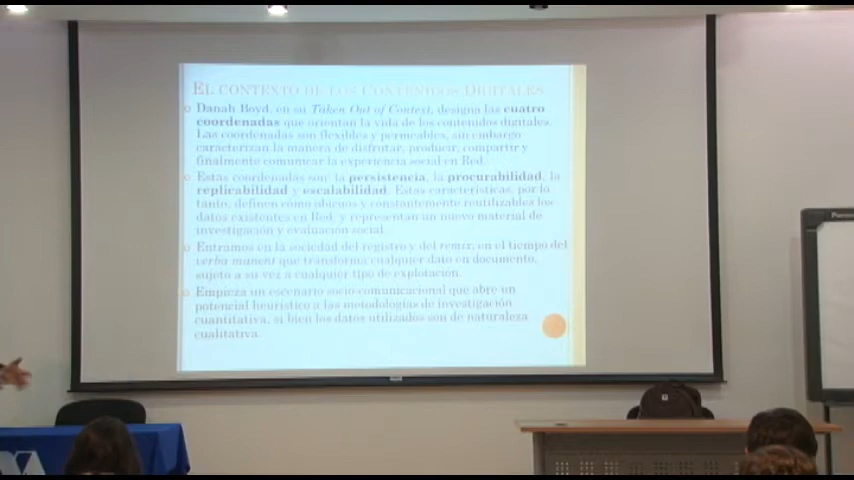 EL CONTEXTO DE LOS CONTENIDOS DIGITALES
Danah Boyd, en su Taken Out of Context, designa las cuatro
coordenadas que orientan la vida de los contenidos digitales.
Las coordenadas son flexibles y permeables, sin embargo
caracterizan la manera de disfrutar, producir, compartir y
finalmente comunicar la experiencia social en Red.
Estas coordenadas son: la persistencia, la procurabilidad, la
replicabilidad y escalabilidad. Estas características, por lo
tanto, definen como ubicuos y constantemente reutilizables los
datos existentes en Red, y representan un nuevo material de
investigación y evaluación social
Entramos en la sociedad del registro y del remix, en el tiempo del
verba manent que transforma cualquier dato en documento,
sujeto a su vez a cualquier tipo de explotación.
Empieza un escenario socio-comunicacional que abre un
potencial heurístico a las metodologías de investigación
cuantitativa, si bien los datos utilizados son de naturaleza
cualitativa.